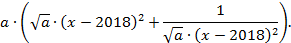 a · (√a · (x − 2018)² + 1/(√a · (x − 2018)²)).